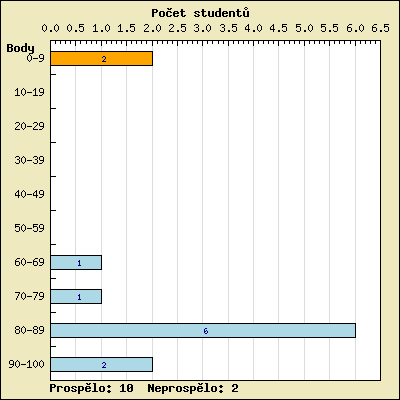 Počet studentů
0.0 0.5 1.0 1.5 2.0 2.5 3.0 3.5 4.0 4.5 5.0 5.5 6.0 6.5
Body
0-9 2
10-19
20-29
30-39
40-49
50-59
60-69 1
70-79 1
80-89 6
90-100 2
Prospělo: 10 Neprospělo: 2